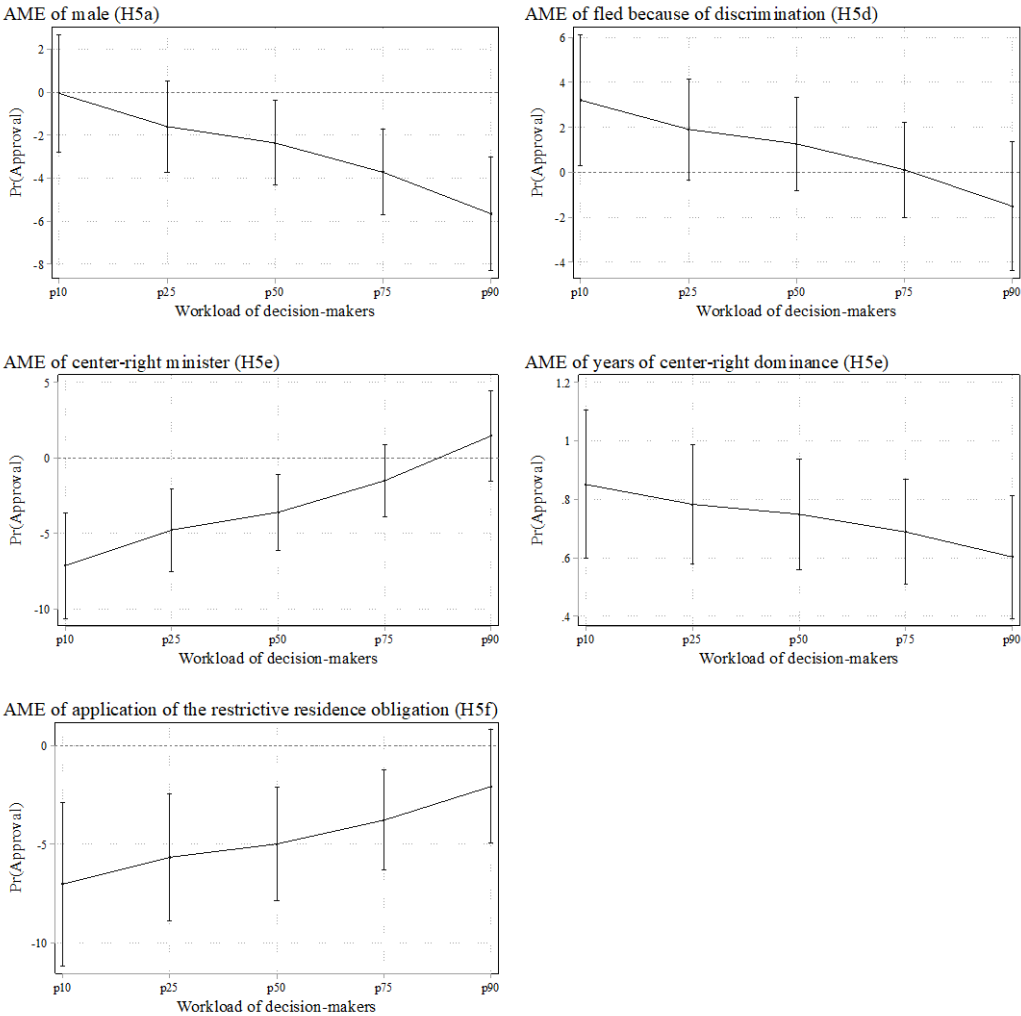 AME of male (H5a)
Pr(Approval)
2
0
-2
-4
-6
-8
p10 p25 p50 p75 p90
Workload of decision-makers
AME of fled because of discrimination (H5d)
Pr(Approval)
6
4
2
0
-2
-4
p10 p25 p50 p75 p90
Workload of decision-makers
AME of center-right minister (H5e)
Pr(Approval)
5
0
-5
-10
p10 p25 p50 p75 p90
Workload of decision-makers
AME of years of center-right dominance (H5e)
Pr(Approval)
1.2
1
.8
.6
.4
p10 p25 p50 p75 p90
Workload of decision-makers
AME of application of the restrictive residence obligation (H5f)
Pr(Approval)
0
-5
-10
p10 p25 p50 p75 p90
Workload of decision-makers